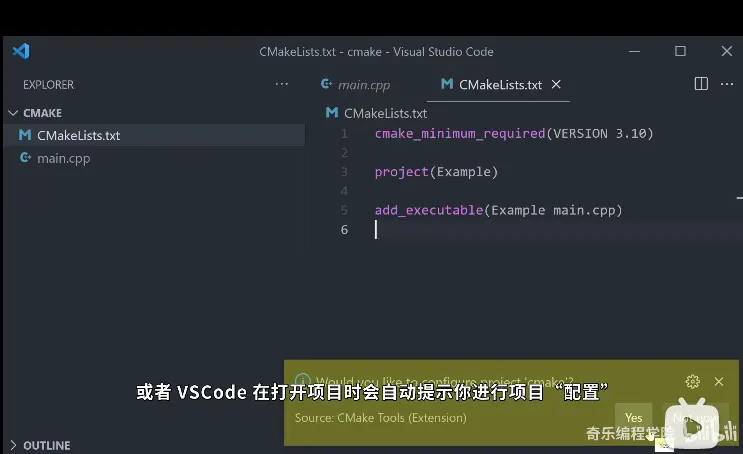 CMakeLists.txt - cmake - Visual Studio Code
EXPLORER
CMAKE
CMakeLists.txt
main.cpp
OUTLINE
main.cpp
CMakeLists.txt
CMakeLists.txt
1 cmake_minimum_required(VERSION 3.10)
2
3 project(Example)
4
5 add_executable(Example main.cpp)
6
Would you like to configure project 'cmake'?
或者 VSCode 在打开项目时会自动提示你进行项目“配置”
Source: CMake Tools (Extension)
Yes
Not now
奇乐编程学院
bilibili